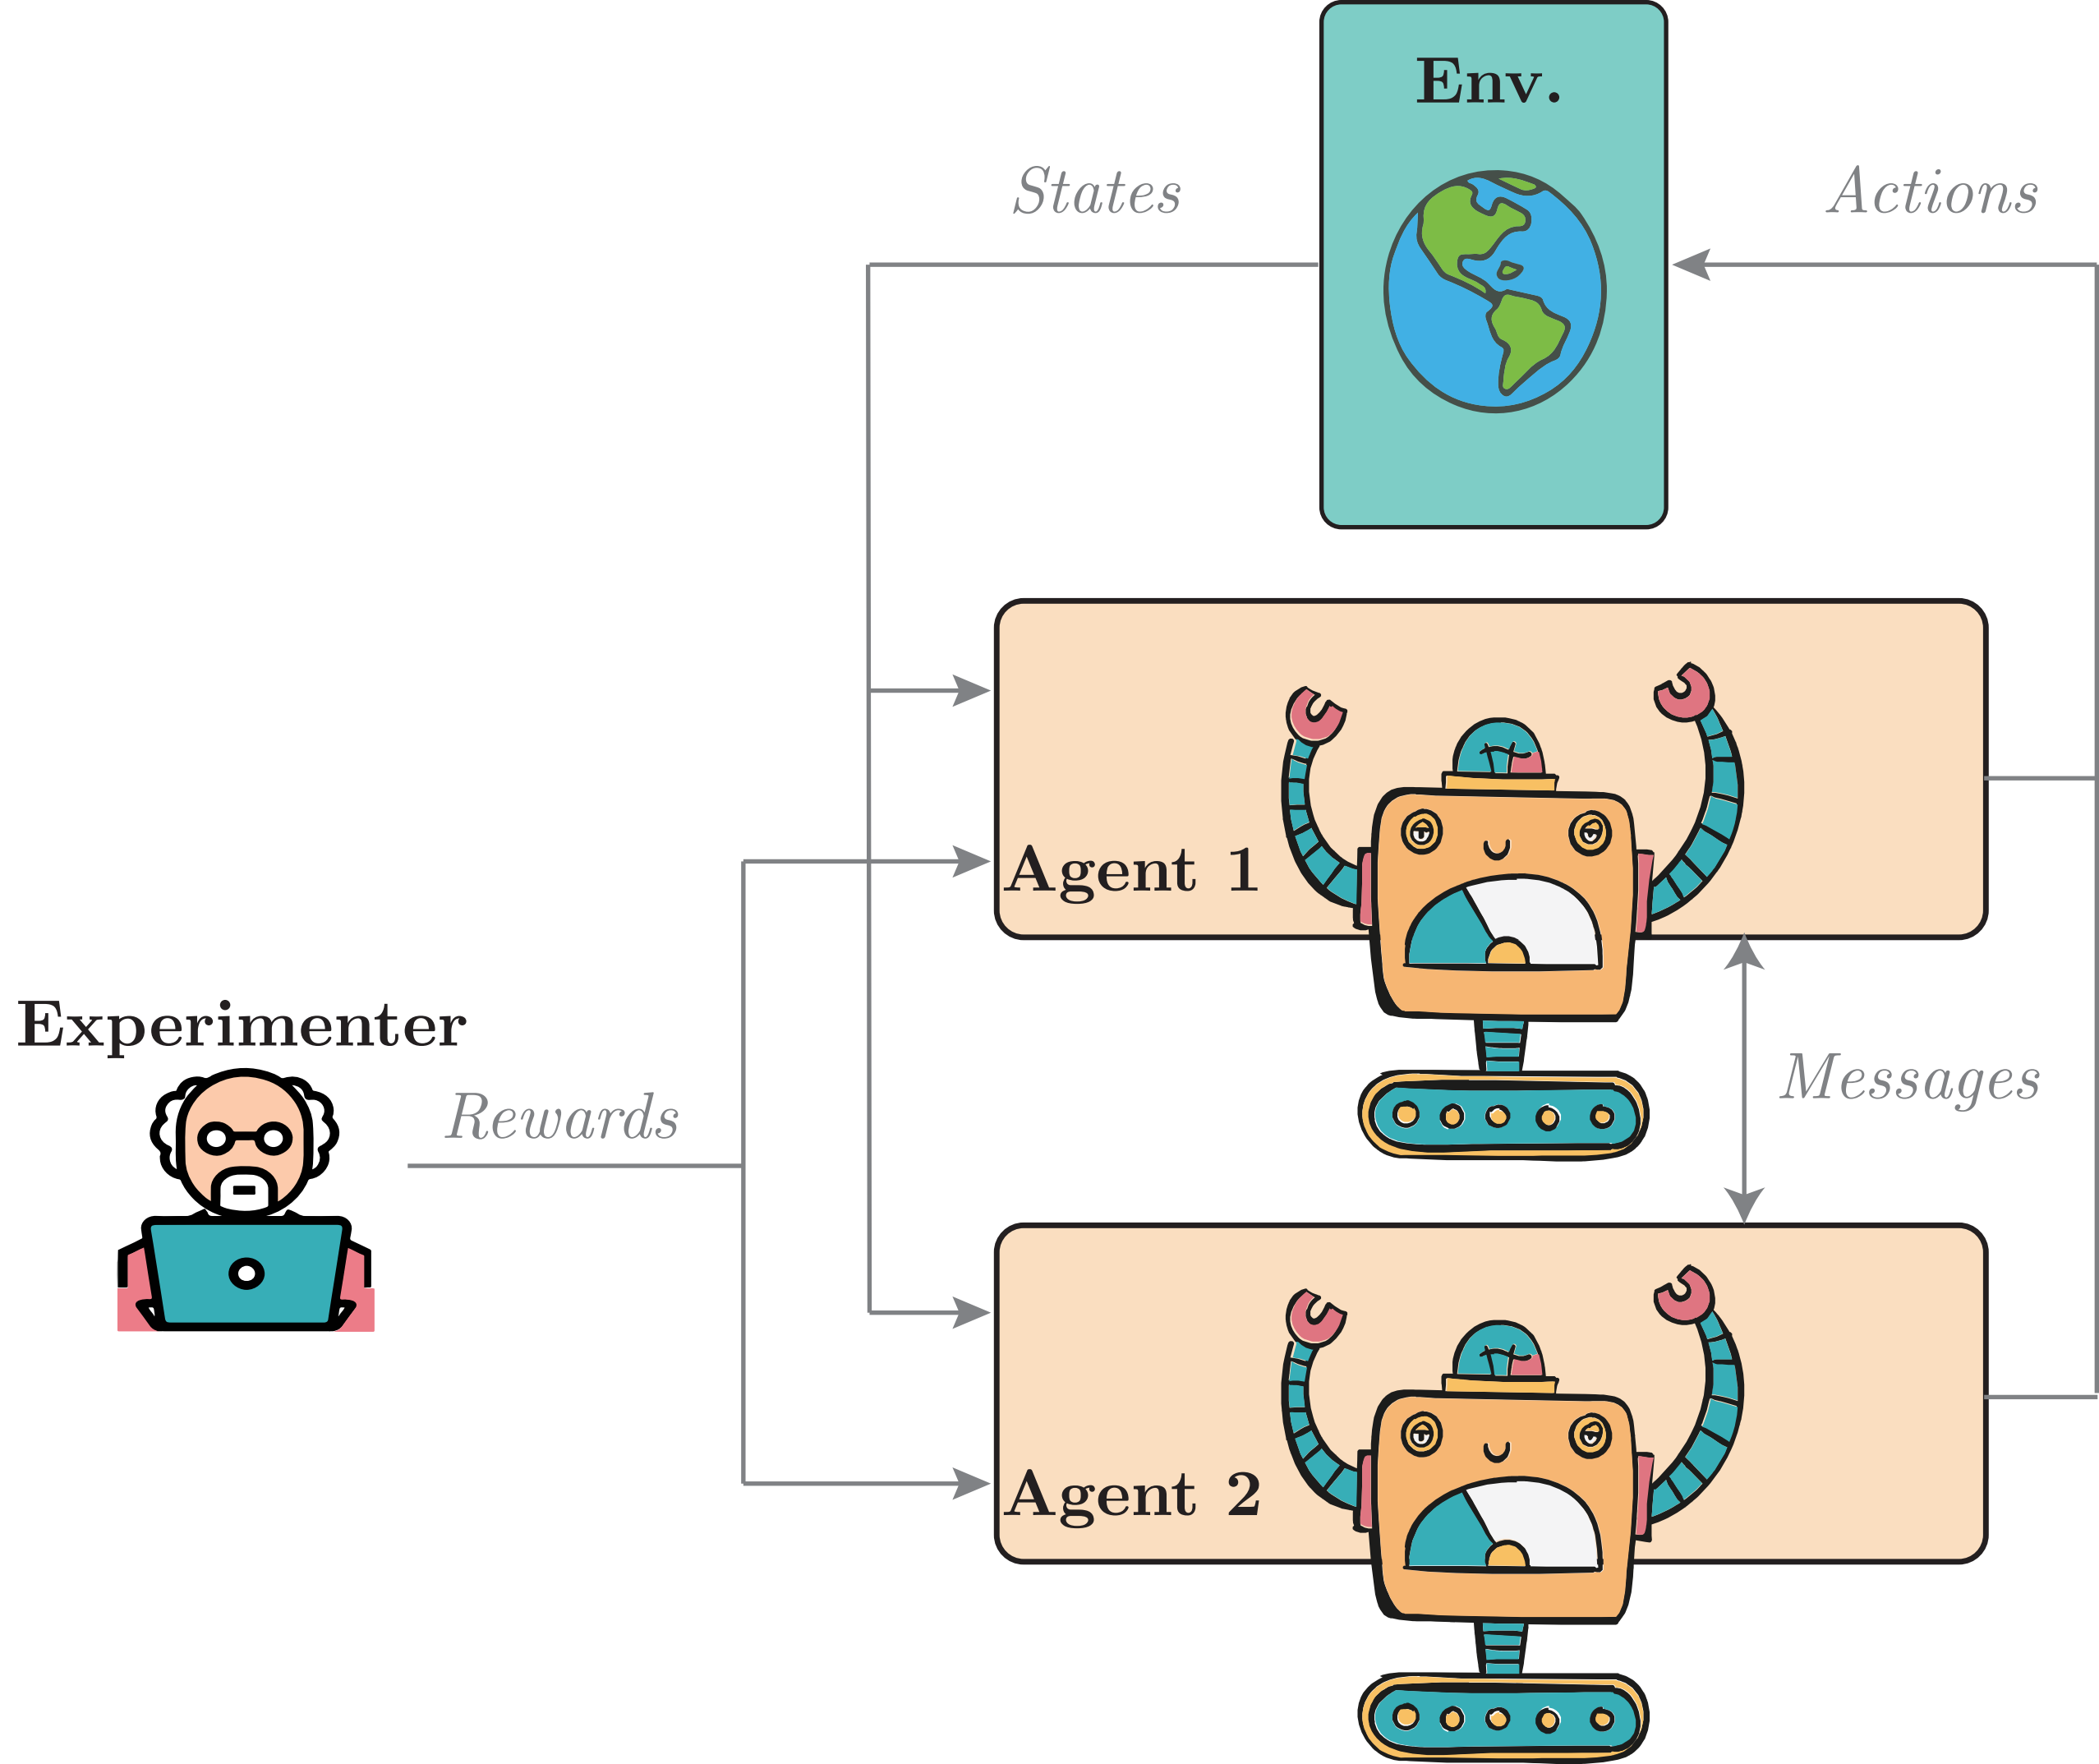 Env.
States
Actions
Agent 1
Experimenter
Rewards
Messages
Agent 2